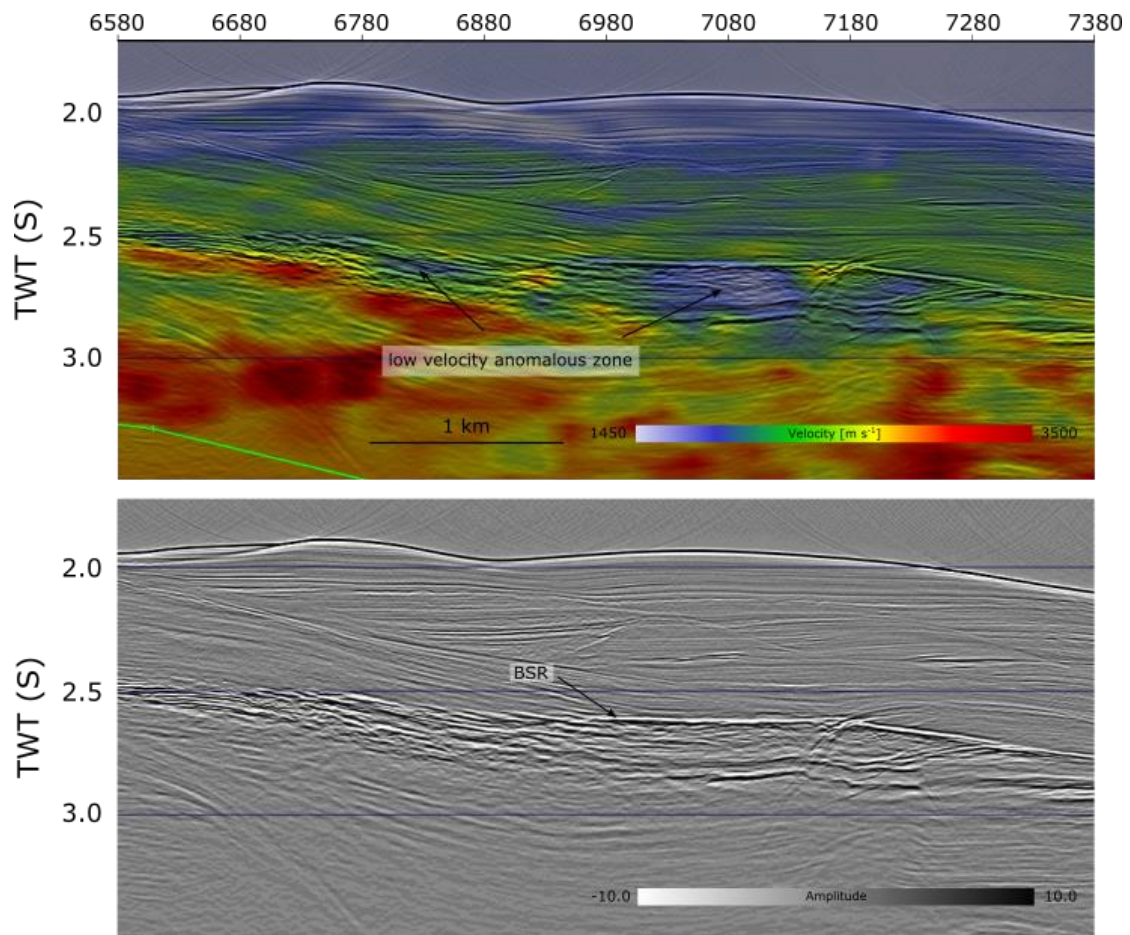 6580 6680 6780 6880 6980 7080 7180 7280 7380
2.0
TWT (S)
2.5
low velocity anomalous zone
3.0
1 km
1450 Velocity [m s⁻¹] 3500
2.0
BSR
TWT (S)
2.5
3.0
-10.0 Amplitude 10.0